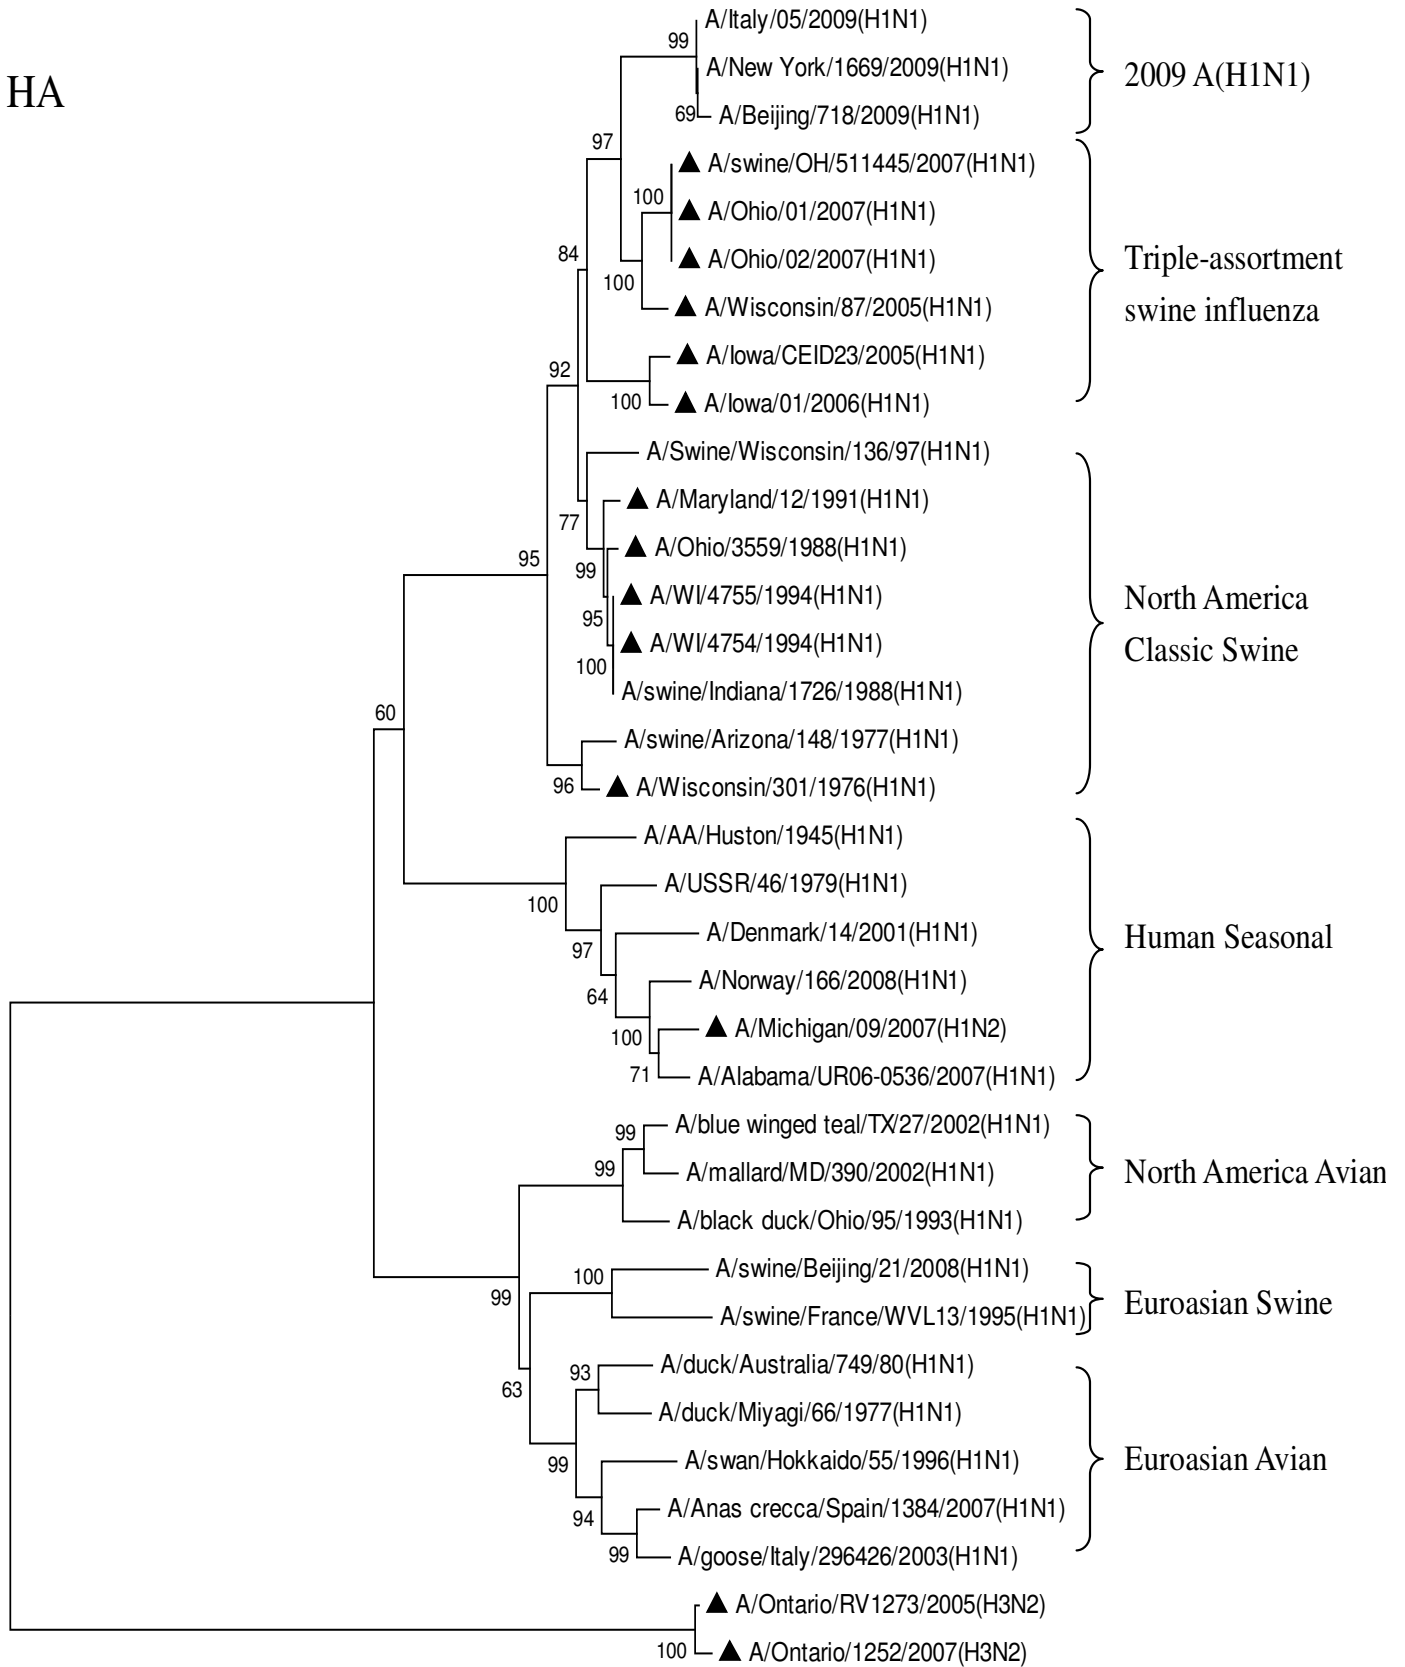 HA
99
A/Italy/05/2009(H1N1)
A/New York/1669/2009(H1N1)
69
A/Beijing/718/2009(H1N1)
2009 A(H1N1)
97
A/swine/OH/511445/2007(H1N1)
100
A/Ohio/01/2007(H1N1)
84
A/Ohio/02/2007(H1N1)
100
A/Wisconsin/87/2005(H1N1)
Triple-assortment
swine influenza
A/Iowa/CEID23/2005(H1N1)
92
100
A/Iowa/01/2006(H1N1)
A/Swine/Wisconsin/136/97(H1N1)
A/Maryland/12/1991(H1N1)
77
A/Ohio/3559/1988(H1N1)
95
99
A/WI/4755/1994(H1N1)
95
A/WI/4754/1994(H1N1)
100
A/swine/Indiana/1726/1988(H1N1)
North America
Classic Swine
60
A/swine/Arizona/148/1977(H1N1)
96
A/Wisconsin/301/1976(H1N1)
A/AA/Huston/1945(H1N1)
A/USSR/46/1979(H1N1)
100
A/Denmark/14/2001(H1N1)
97
A/Norway/166/2008(H1N1)
64
A/Michigan/09/2007(H1N2)
100
71
A/Alabama/UR06-0536/2007(H1N1)
Human Seasonal
99
A/blue winged teal/TX/27/2002(H1N1)
99
A/mallard/MD/390/2002(H1N1)
A/black duck/Ohio/95/1993(H1N1)
North America Avian
100
A/swine/Beijing/21/2008(H1N1)
99
A/swine/France/WVL13/1995(H1N1)
Euroasian Swine
93
A/duck/Australia/749/80(H1N1)
63
A/duck/Miyagi/66/1977(H1N1)
99
A/swan/Hokkaido/55/1996(H1N1)
94
A/Anas crecca/Spain/1384/2007(H1N1)
99
A/goose/Italy/296426/2003(H1N1)
Euroasian Avian
A/Ontario/RV1273/2005(H3N2)
100
A/Ontario/1252/2007(H3N2)